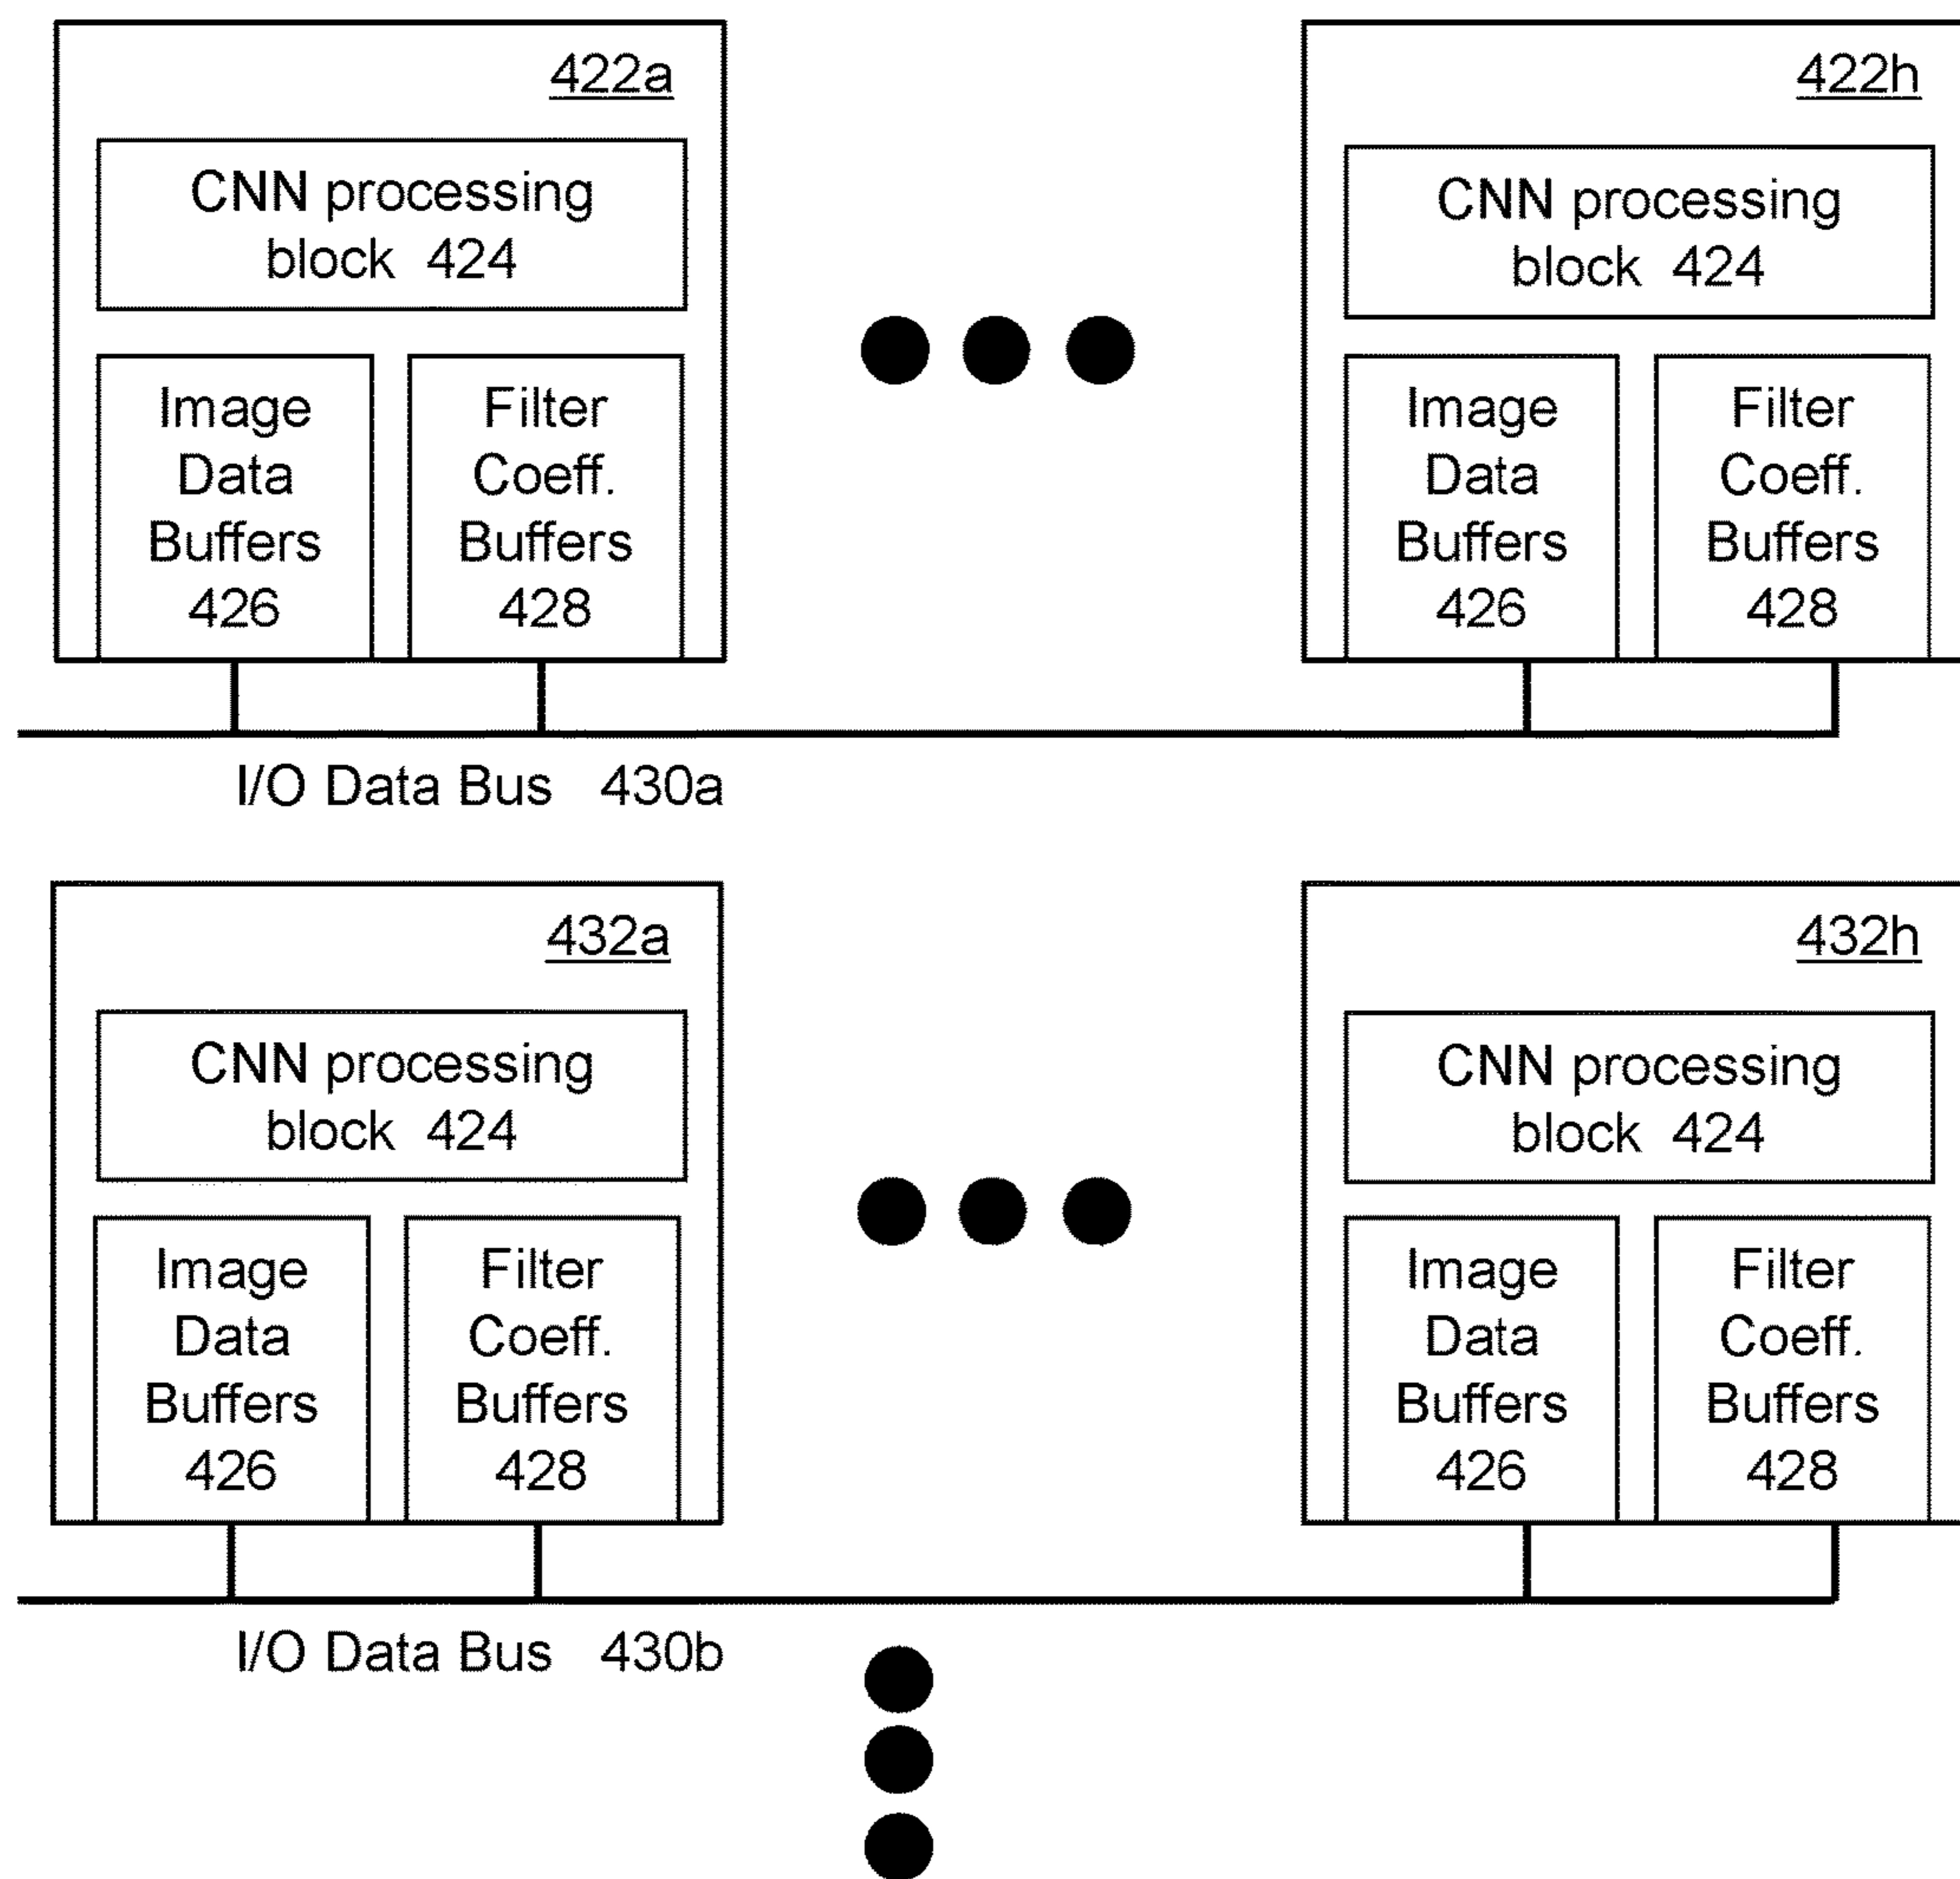 422a
CNN processing
block 424
Image
Data
Buffers
426
Filter
Coeff.
Buffers
428
422h
CNN processing
block 424
Image
Data
Buffers
426
Filter
Coeff.
Buffers
428
I/O Data Bus 430a
432a
CNN processing
block 424
Image
Data
Buffers
426
Filter
Coeff.
Buffers
428
432h
CNN processing
block 424
Image
Data
Buffers
426
Filter
Coeff.
Buffers
428
I/O Data Bus 430b